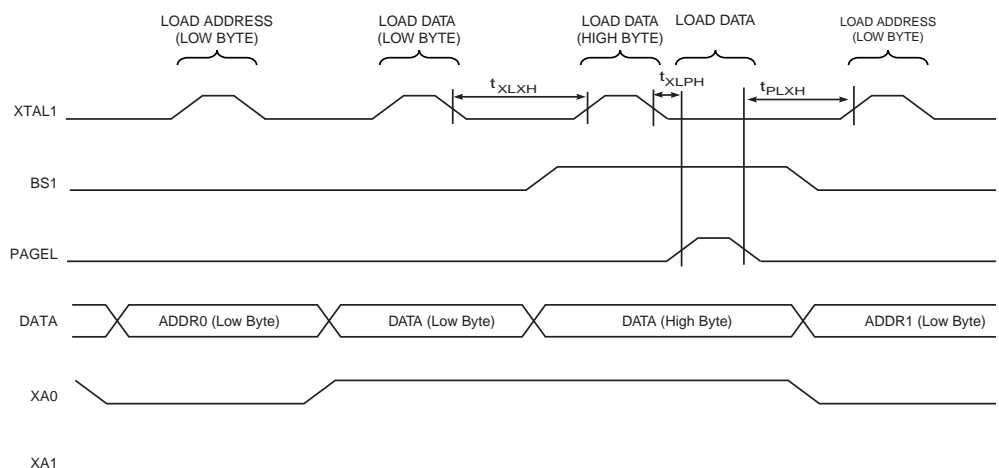 LOAD ADDRESS
(LOW BYTE)
LOAD DATA
(LOW BYTE)
LOAD DATA
(HIGH BYTE)
LOAD DATA
LOAD ADDRESS
(LOW BYTE)
tXLXH
tXLPH
tPLXH
XTAL1
BS1
PAGEL
DATA
ADDR0 (Low Byte)
DATA (Low Byte)
DATA (High Byte)
ADDR1 (Low Byte)
XA0
XA1